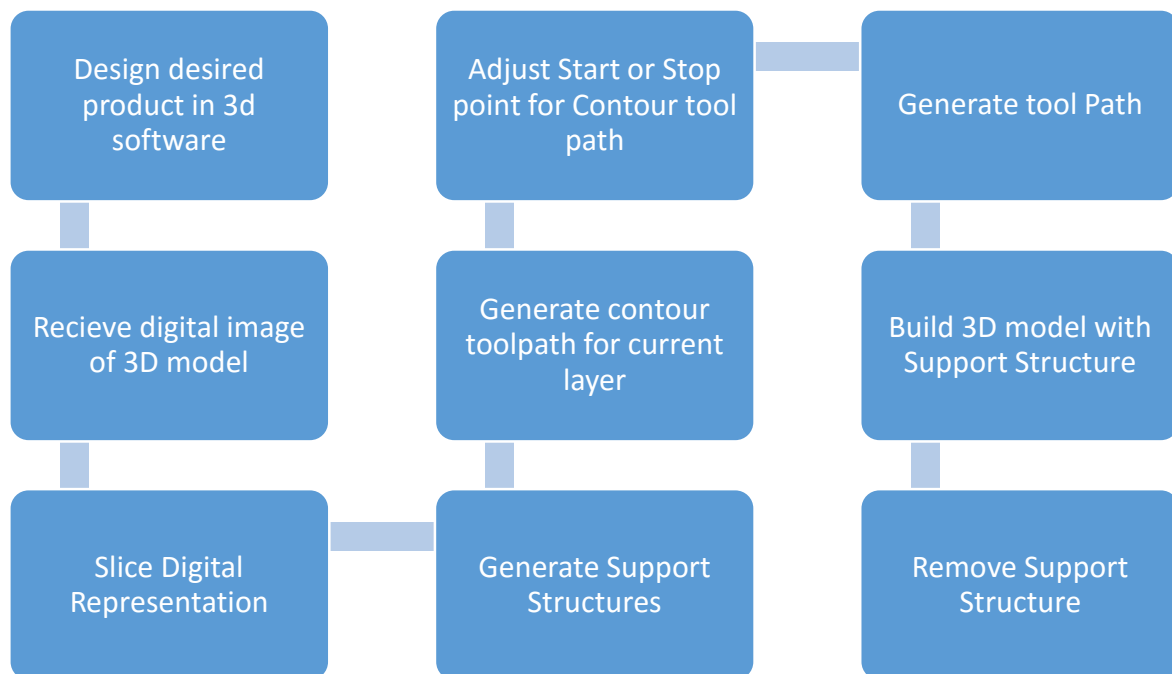 Design desired
product in 3d
software
Recieve digital image
of 3D model
Slice Digital
Representation
Generate Support
Structures
Generate contour
toolpath for current
layer
Adjust Start or Stop
point for Contour tool
path
Generate tool Path
Build 3D model with
Support Structure
Remove Support
Structure